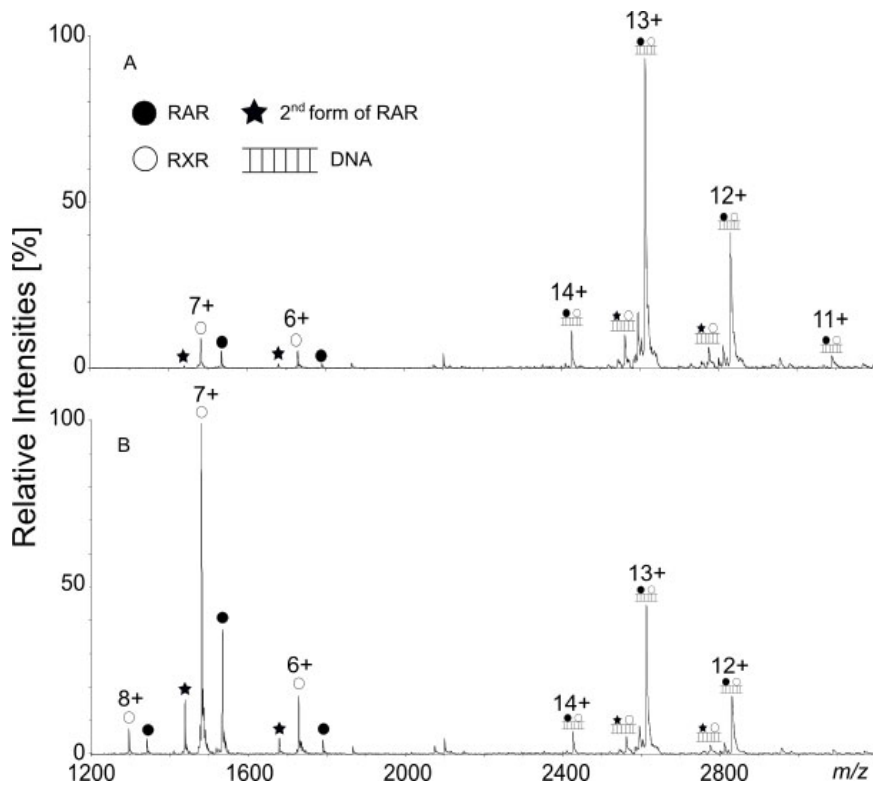 Relative Intensities [%]
100
50
0
A
RAR
2nd form of RAR
RXR
DNA
7+
6+
14+
13+
12+
11+
100
50
0
B
8+
7+
6+
14+
13+
12+
1200
1600
2000
2400
2800
m/z